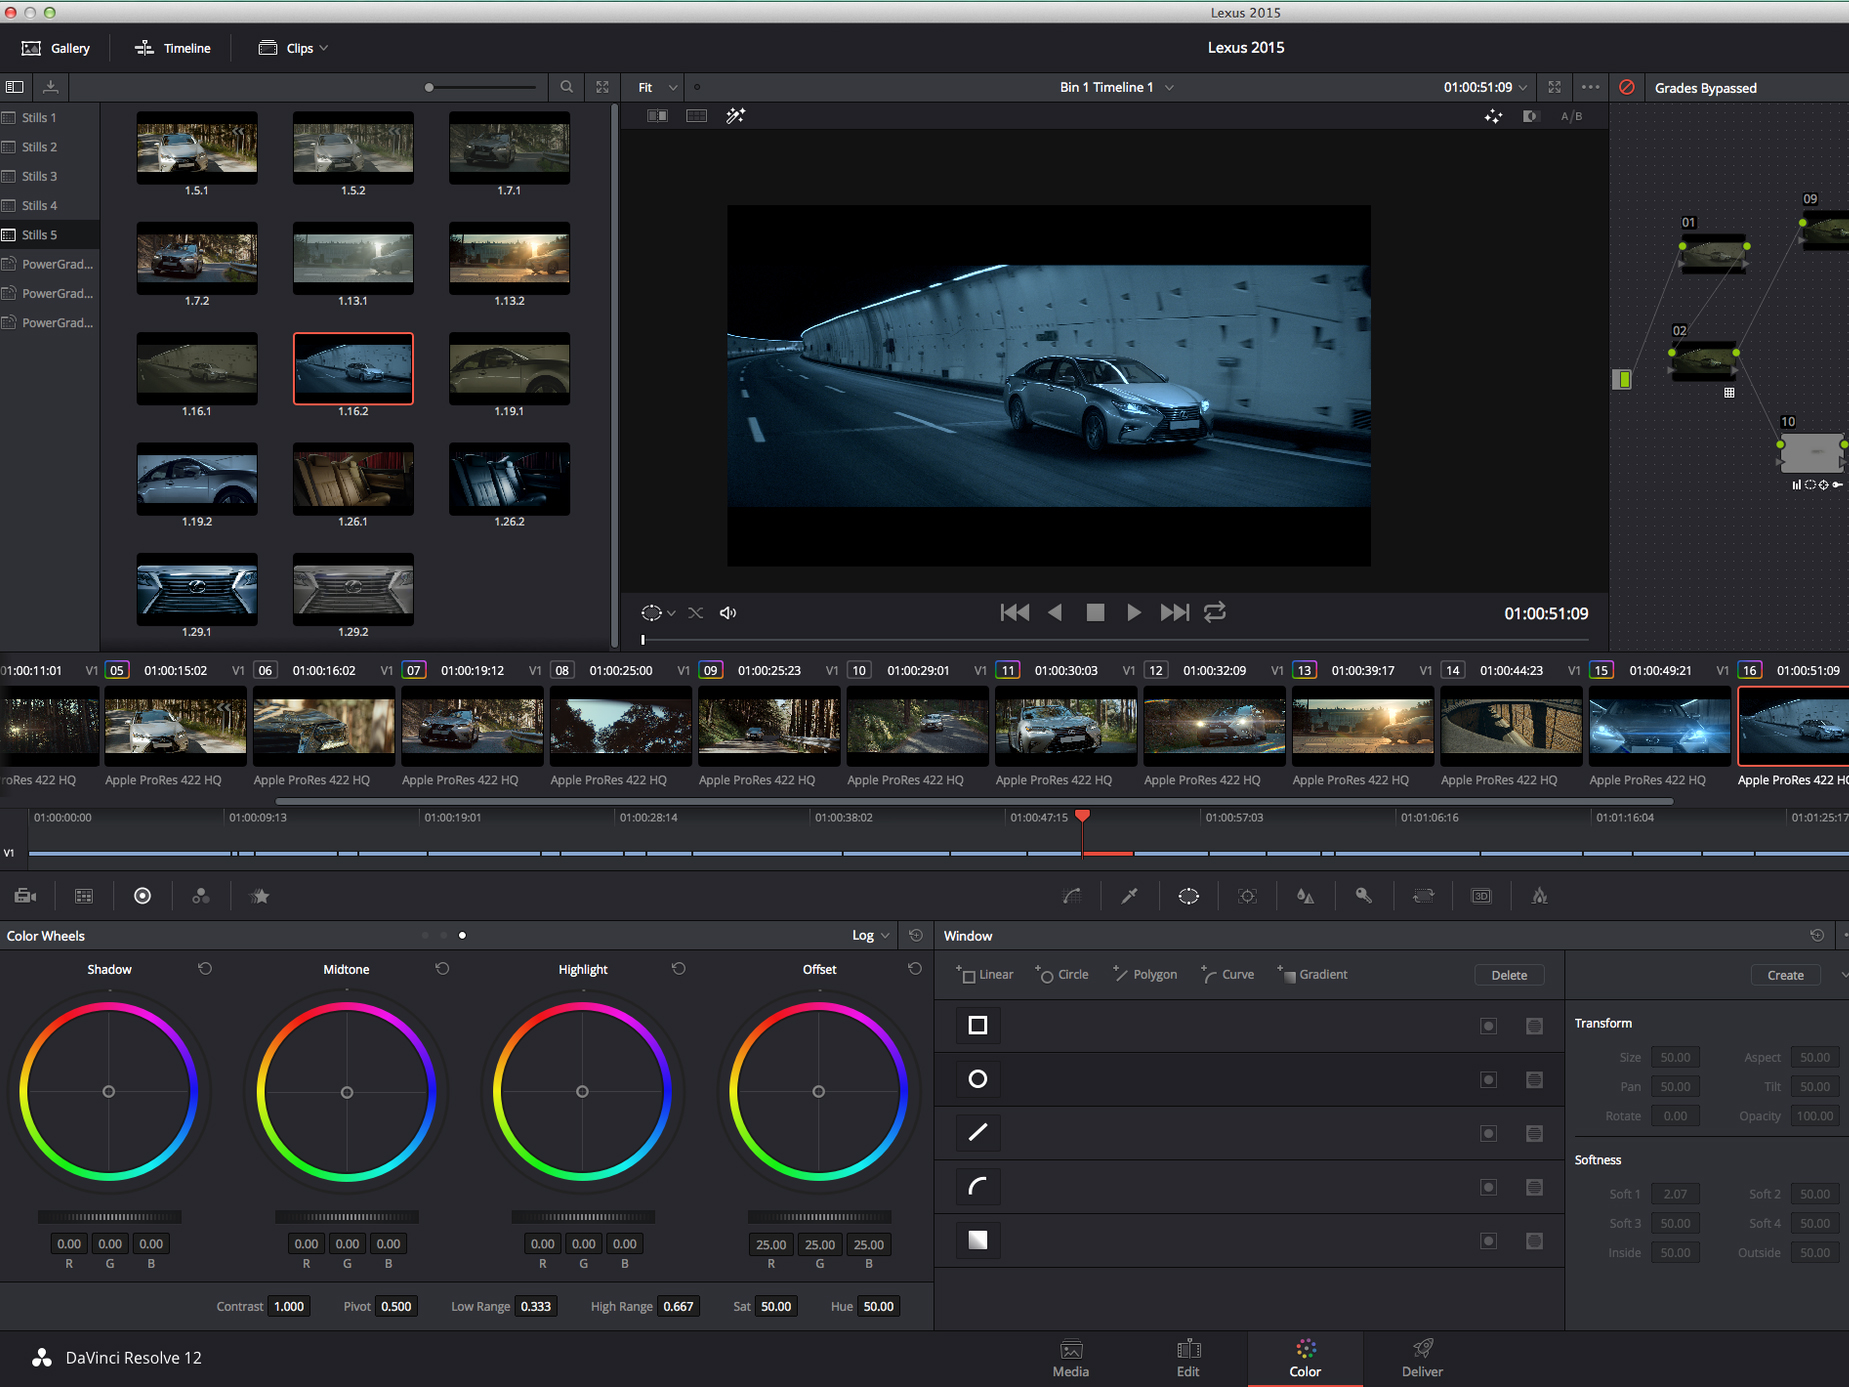 Lexus 2015
Gallery
Timeline
Clips
Lexus 2015
Fit
Bin 1 Timeline 1
01:00:51:09
Grades Bypassed
A/B
Stills 1
Stills 2
Stills 3
Stills 4
Stills 5
PowerGrad...
PowerGrad...
PowerGrad...
1.5.1 1.5.2 1.7.1
1.7.2 1.13.1 1.13.2
1.16.1 1.16.2 1.19.1
1.19.2 1.26.1 1.26.2
1.29.1 1.29.2
01
09
02
10
01:00:51:09
01:00:11:01 V1 05 01:00:15:02 V1 06 01:00:16:02 V1 07 01:00:19:12 V1 08 01:00:25:00 V1 09 01:00:25:23 V1 10 01:00:29:01 V1 11 01:00:30:03 V1 12 01:00:32:09 V1 13 01:00:39:17 V1 14 01:00:44:23 V1 15 01:00:49:21 V1 16 01:00:51:09
roRes 422 HQ Apple ProRes 422 HQ Apple ProRes 422 HQ Apple ProRes 422 HQ Apple ProRes 422 HQ Apple ProRes 422 HQ Apple ProRes 422 HQ Apple ProRes 422 HQ Apple ProRes 422 HQ Apple ProRes 422 HQ Apple ProRes 422 HQ Apple ProRes 422 HQ Apple ProRes 422 HQ
01:00:00:00 01:00:09:13 01:00:19:01 01:00:28:14 01:00:38:02 01:00:47:15 01:00:57:03 01:01:06:16 01:01:16:04 01:01:25:17
V1
3D
Color Wheels
Log
Window
Shadow Midtone Highlight Offset
Linear Circle Polygon Curve Gradient Delete
Create
Transform
Size 50.00 Aspect 50.00
Pan 50.00 Tilt 50.00
Rotate 0.00 Opacity 100.00
Softness
Soft 1 2.07 Soft 2 50.00
Soft 3 50.00 Soft 4 50.00
Inside 50.00 Outside 50.00
0.00 0.00 0.00 0.00 0.00 0.00 0.00 0.00 0.00 25.00 25.00 25.00
R G B R G B R G B R G B
Contrast 1.000 Pivot 0.500 Low Range 0.333 High Range 0.667 Sat 50.00 Hue 50.00
DaVinci Resolve 12
Media
Edit
Color
Deliver